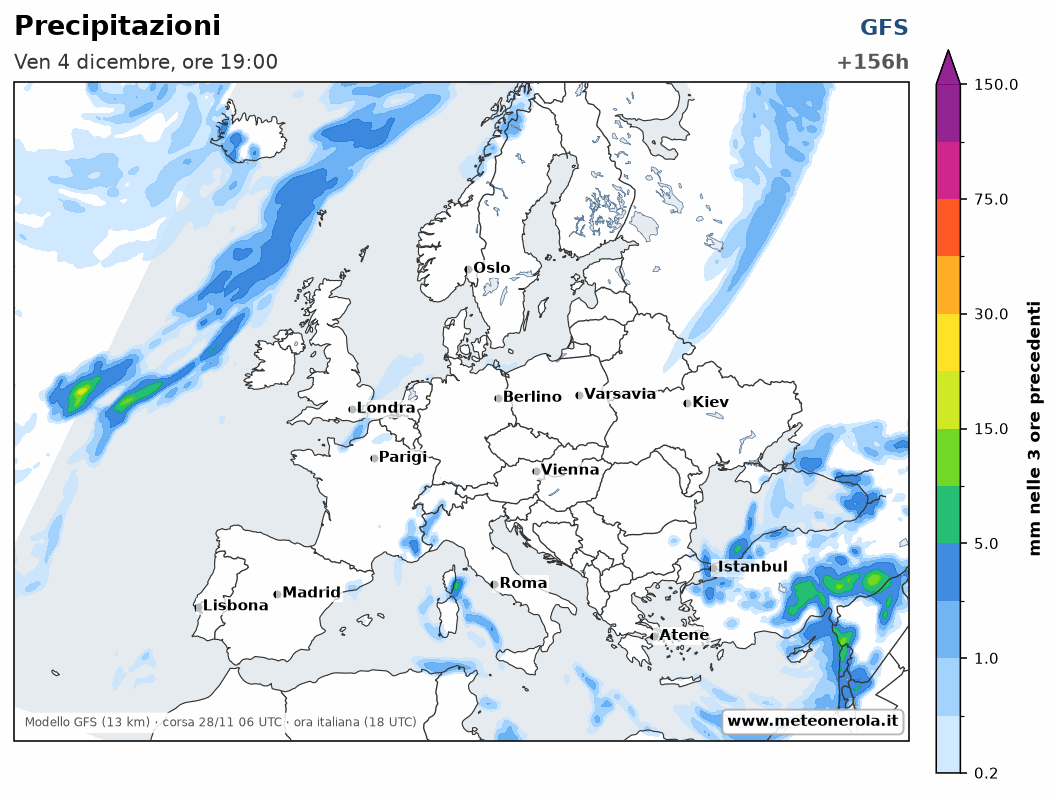 Precipitazioni
GFS
Ven 4 dicembre, ore 19:00
+156h
150.0
75.0
30.0
15.0
5.0
1.0
0.2
mm nelle 3 ore precedenti
Oslo
Berlino
Varsavia
Kiev
Londra
Parigi
Vienna
Istanbul
Roma
Madrid
Lisbona
Atene
Modello GFS (13 km) · corsa 28/11 06 UTC · ora italiana (18 UTC)
www.meteonerola.it